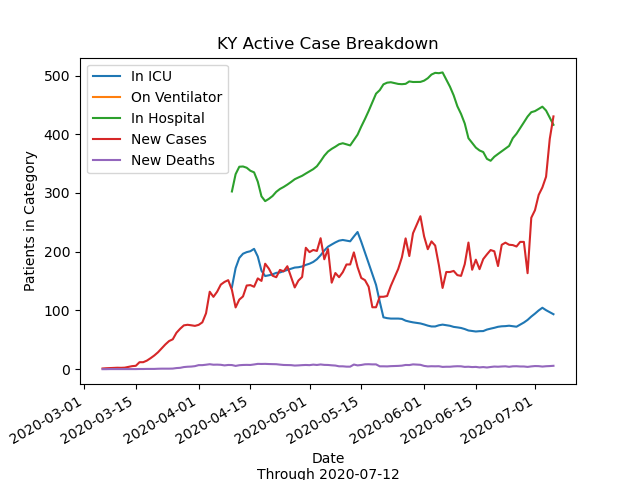 KY Active Case Breakdown
In ICU
On Ventilator
In Hospital
New Cases
New Deaths
Patients in Category
500
400
300
200
100
0
2020-03-01
2020-03-15
2020-04-01
2020-04-15
2020-05-01
2020-05-15
2020-06-01
2020-06-15
2020-07-01
Date
Through 2020-07-12